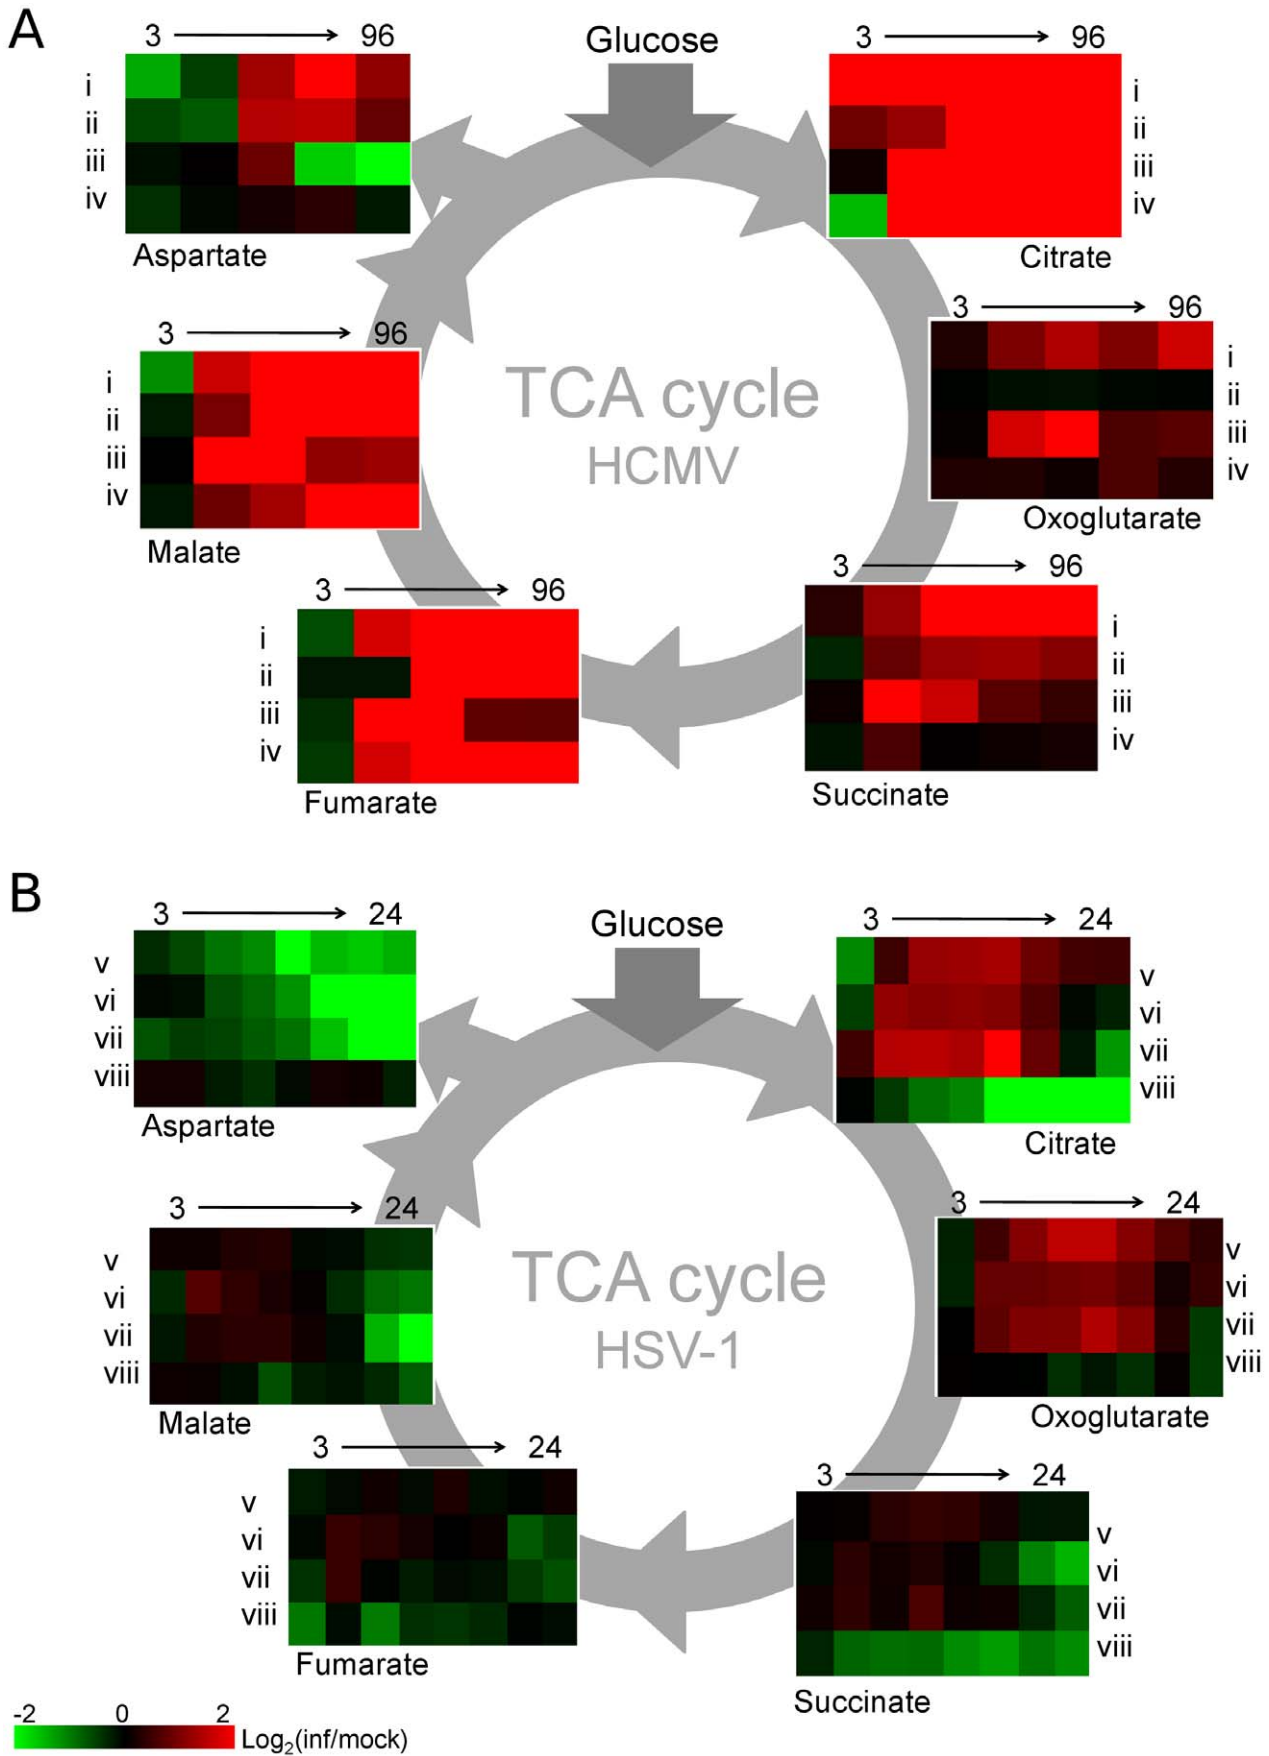 A
3 96
Glucose
3 96
i
ii
iii
iv
Aspartate
i
ii
iii
iv
Citrate
3 96
i
ii
iii
iv
Malate
TCA cycle
HCMV
3 96
i
ii
iii
iv
Oxoglutarate
3 96
i
ii
iii
iv
Fumarate
3 96
i
ii
iii
iv
Succinate
B
3 24
Glucose
3 24
v
vi
vii
viii
Aspartate
v
vi
vii
viii
Citrate
3 24
v
vi
vii
viii
Malate
TCA cycle
HSV-1
3 24
v
vi
vii
viii
Oxoglutarate
3 24
v
vi
vii
viii
Fumarate
3 24
v
vi
vii
viii
Succinate
-2 0 2
Log₂(inf/mock)